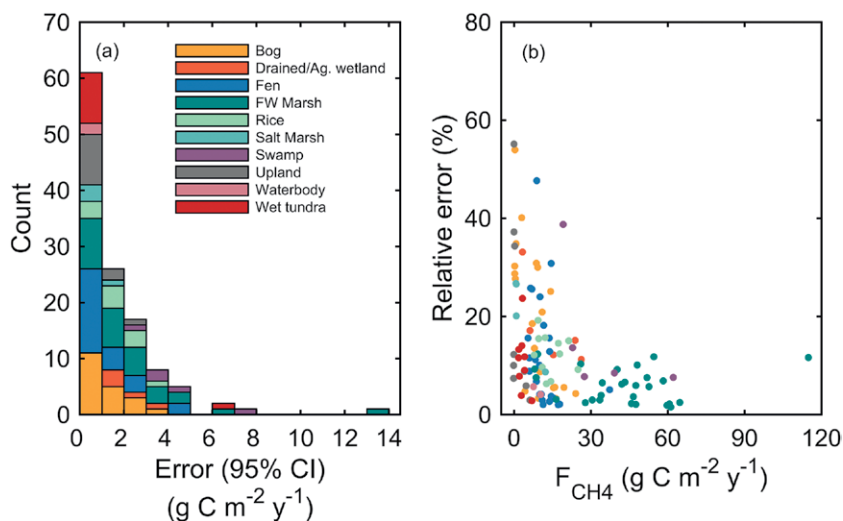 (a)
70
60
50
40
30
20
10
0
Count
Bog
Drained/Ag. wetland
Fen
FW Marsh
Rice
Salt Marsh
Swamp
Upland
Waterbody
Wet tundra
2 4 6 8 10 12 14
Error (95% CI)
(g C m⁻² y⁻¹)
(b)
80
60
40
20
0
Relative error (%)
0 30 60 90 120
F_CH4 (g C m⁻² y⁻¹)